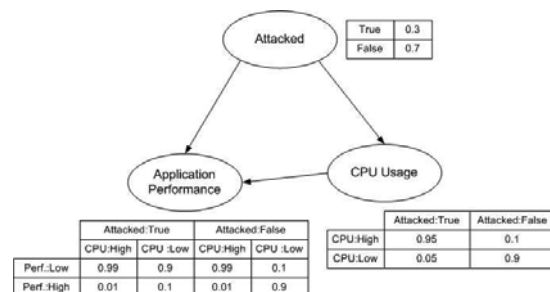 Attacked
True 0.3
False 0.7
Application
Performance
CPU Usage
Attacked:True Attacked:False
CPU:High CPU :Low CPU:High CPU :Low
Perf.:Low 0.99 0.9 0.99 0.1
Perf.:High 0.01 0.1 0.01 0.9
Attacked:True Attacked:False
CPU:High 0.95 0.1
CPU:Low 0.05 0.9